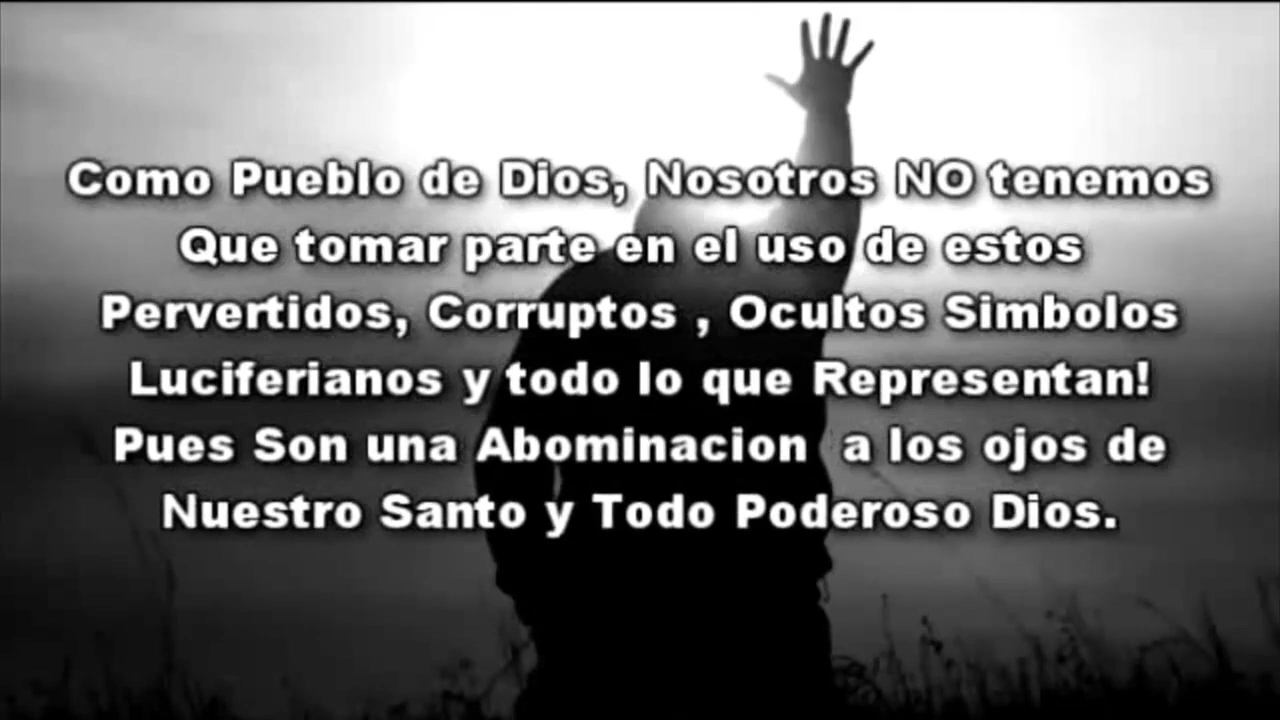 Como Pueblo de Dios, Nosotros NO tenemos
Que tomar parte en el uso de estos
Pervertidos, Corruptos , Ocultos Simbolos
Luciferianos y todo lo que Representan!
Pues Son una Abominacion a los ojos de
Nuestro Santo y Todo Poderoso Dios.